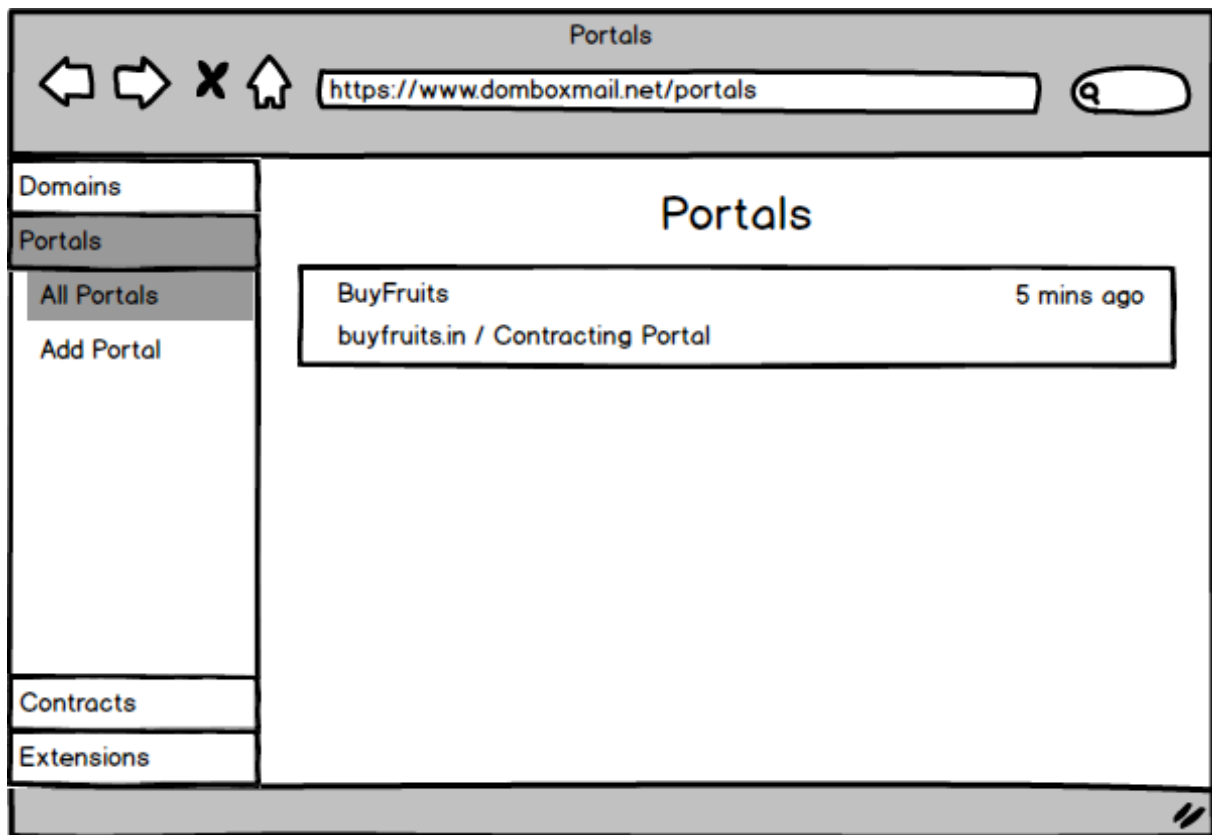 Portals
https://www.domboxmail.net/portals
Domains
Portals
All Portals
Add Portal
Contracts
Extensions
Portals
BuyFruits 5 mins ago
buyfruits.in / Contracting Portal